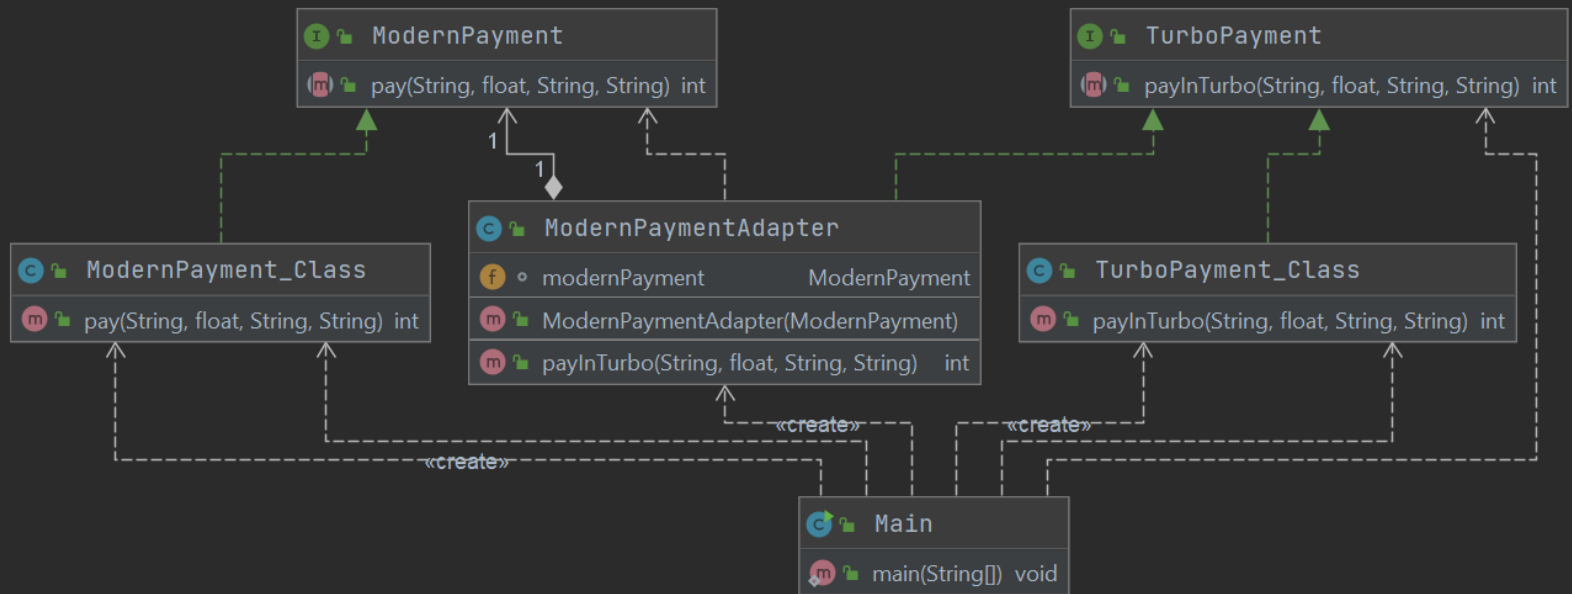 I ModernPayment
m pay(String, float, String, String) int
I TurboPayment
m payInTurbo(String, float, String, String) int
1
1
C ModernPaymentAdapter
f modernPayment ModernPayment
m ModernPaymentAdapter(ModernPayment)
m payInTurbo(String, float, String, String) int
C ModernPayment_Class
m pay(String, float, String, String) int
C TurboPayment_Class
m payInTurbo(String, float, String, String) int
«create»
«create»
«create»
C Main
m main(String[]) void